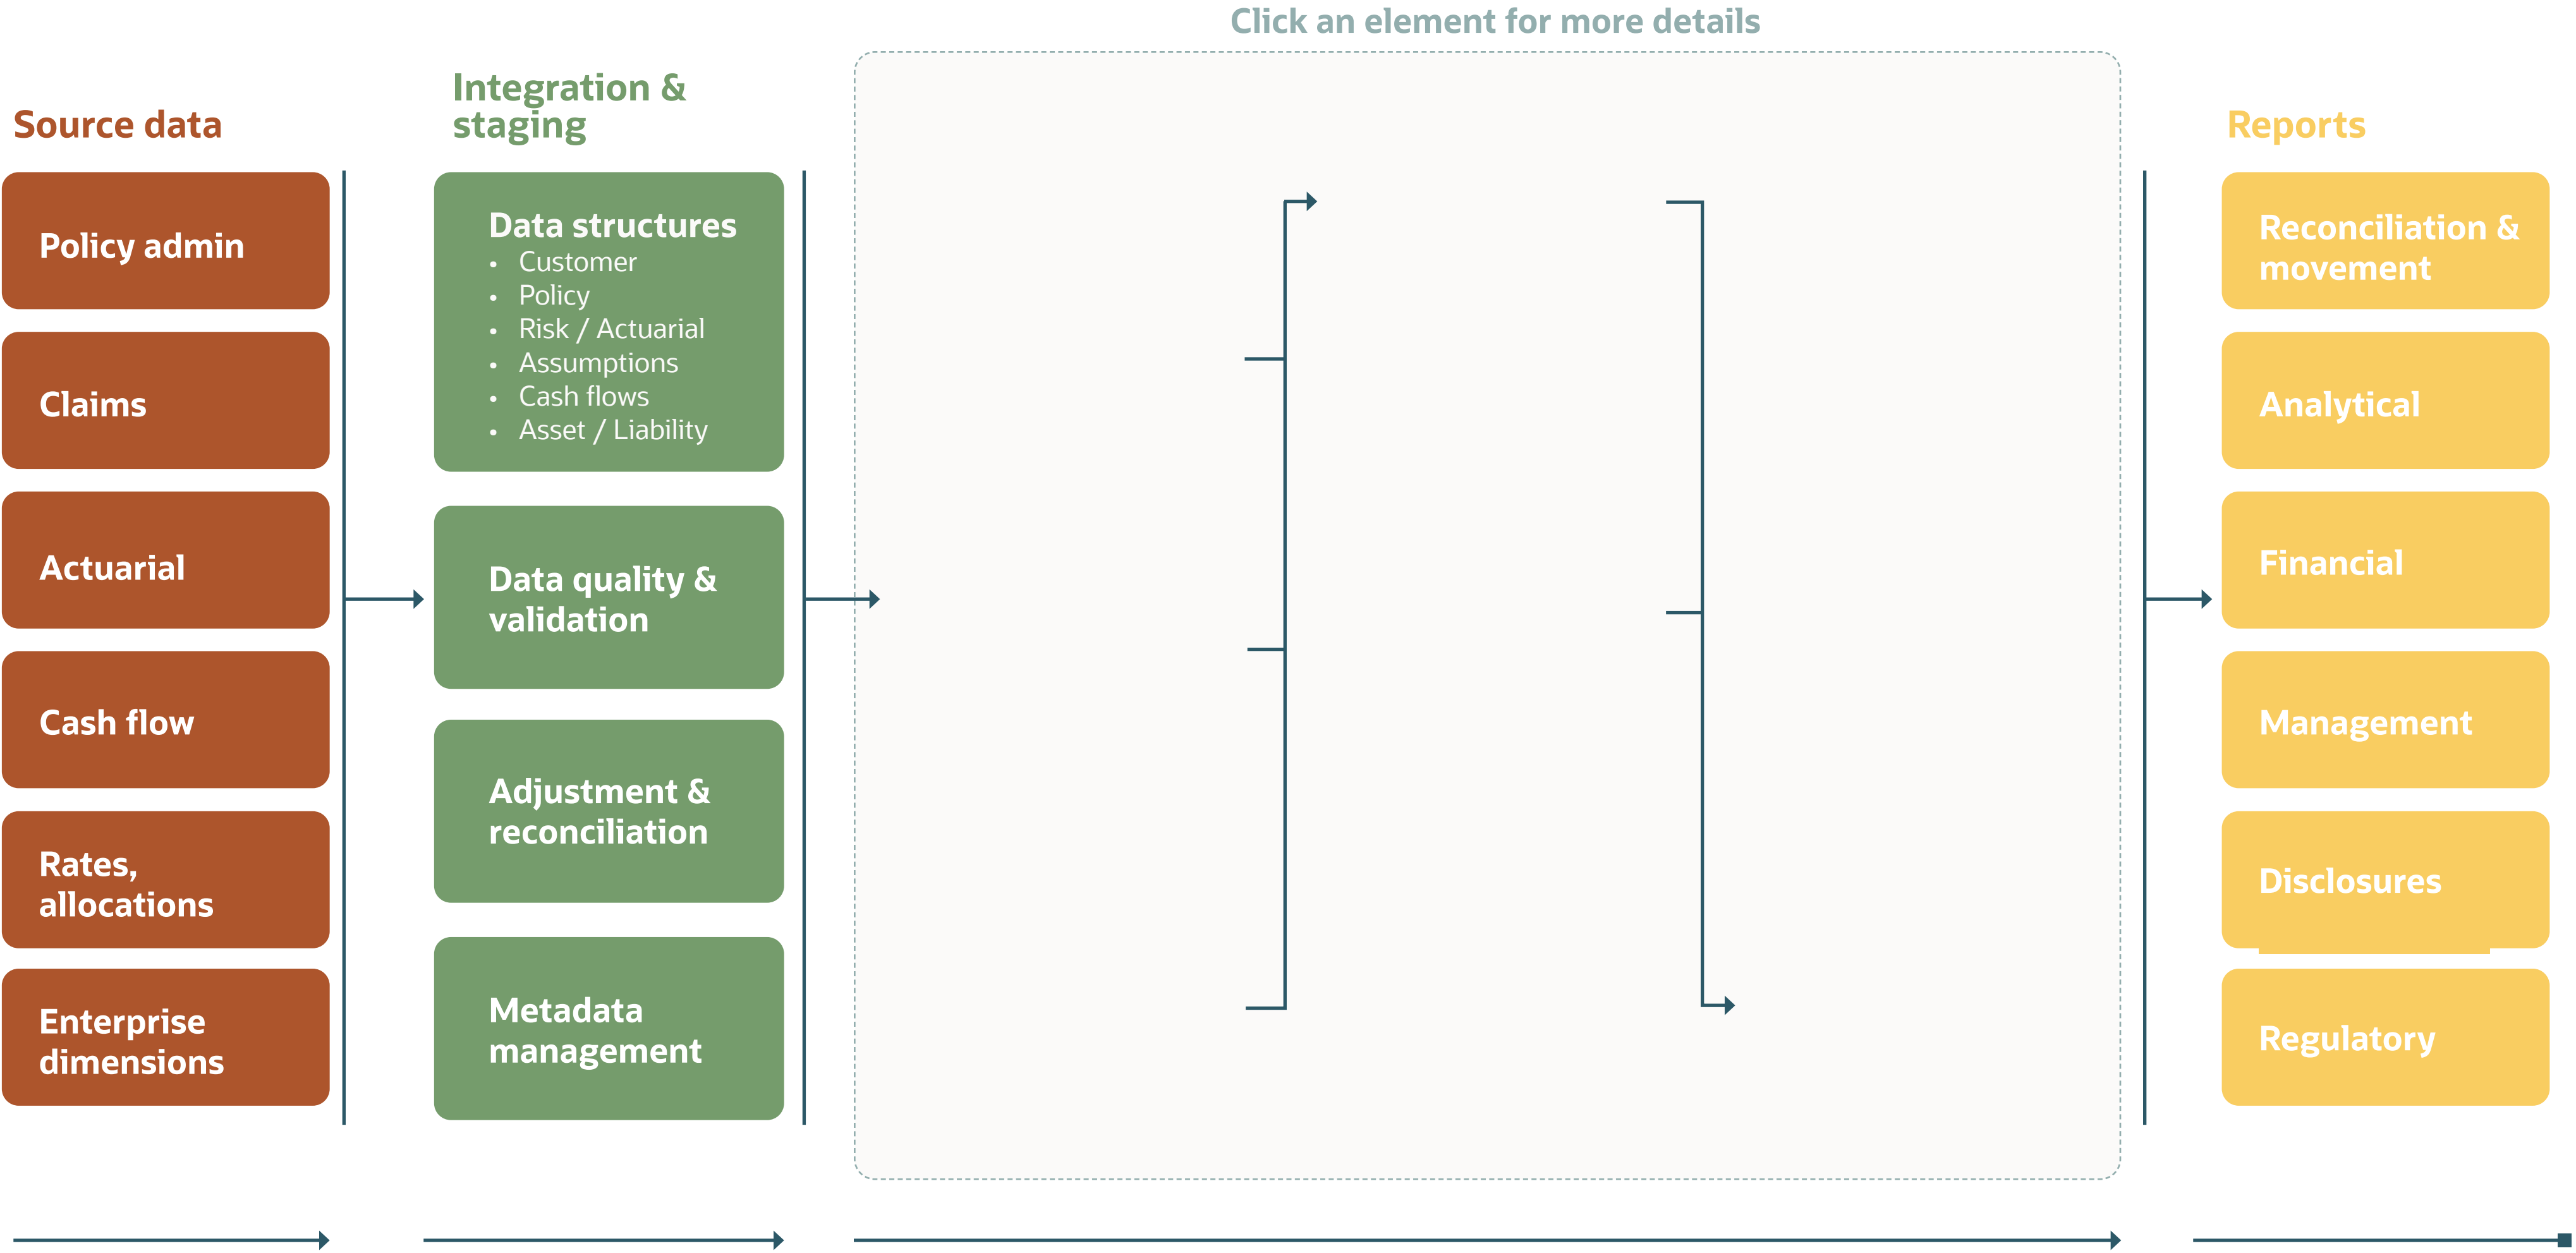 Click an element for more details
Source data
Policy admin
Claims
Actuarial
Cash flow
Rates,
allocations
Enterprise
dimensions
Integration &
staging
Data structures
• Customer
• Policy
• Risk / Actuarial
• Assumptions
• Cash flows
• Asset / Liability
Data quality &
validation
Adjustment &
reconciliation
Metadata
management
Reports
Reconciliation &
movement
Analytical
Financial
Management
Disclosures
Regulatory